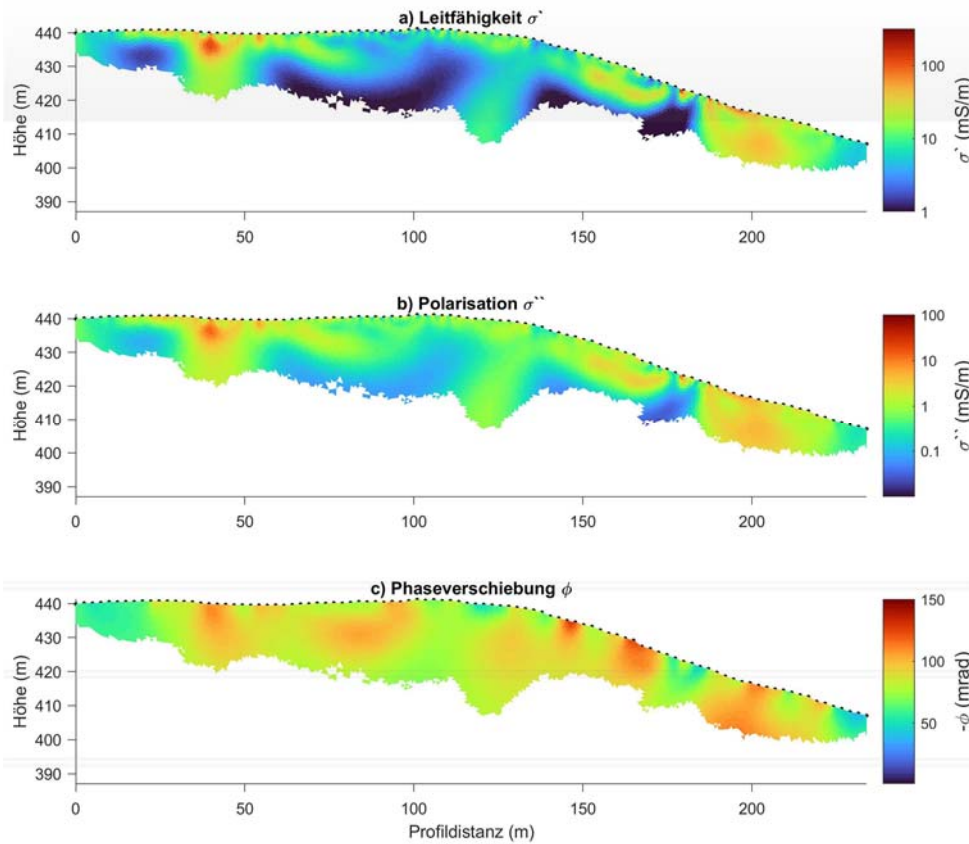 a) Leitfähigkeit σ`
440
430
420
410
400
390
Höhe (m)
0 50 100 150 200
100
10
1
σ` (mS/m)
b) Polarisation σ``
440
430
420
410
400
390
Höhe (m)
0 50 100 150 200
100
10
1
0.1
σ`` (mS/m)
c) Phaseverschiebung ϕ
440
430
420
410
400
390
Höhe (m)
0 50 100 150 200
Profildistanz (m)
150
100
50
-ϕ (mrad)